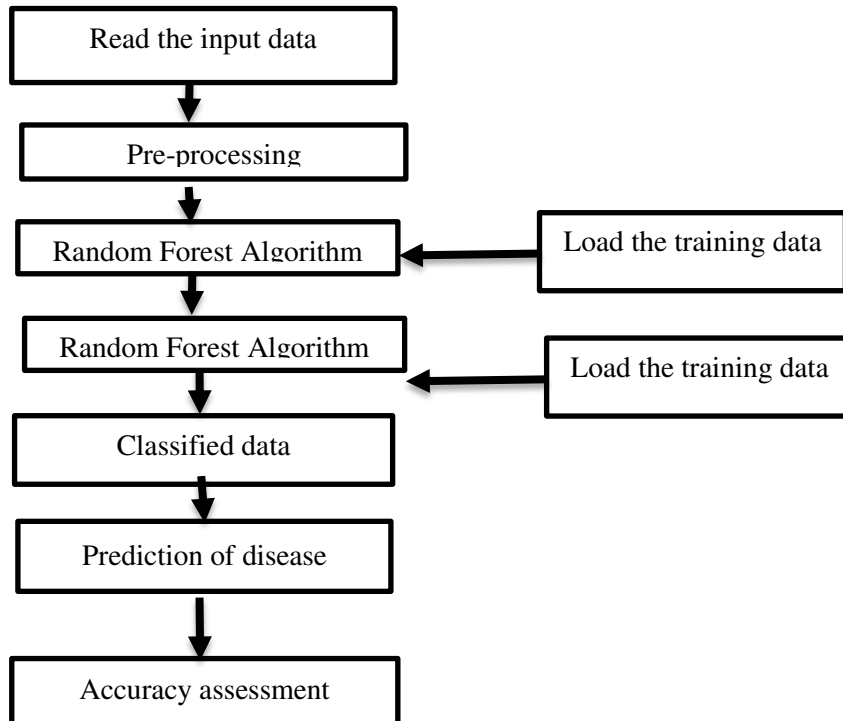 Read the input data
Pre-processing
Random Forest Algorithm
Load the training data
Random Forest Algorithm
Load the training data
Classified data
Prediction of disease
Accuracy assessment